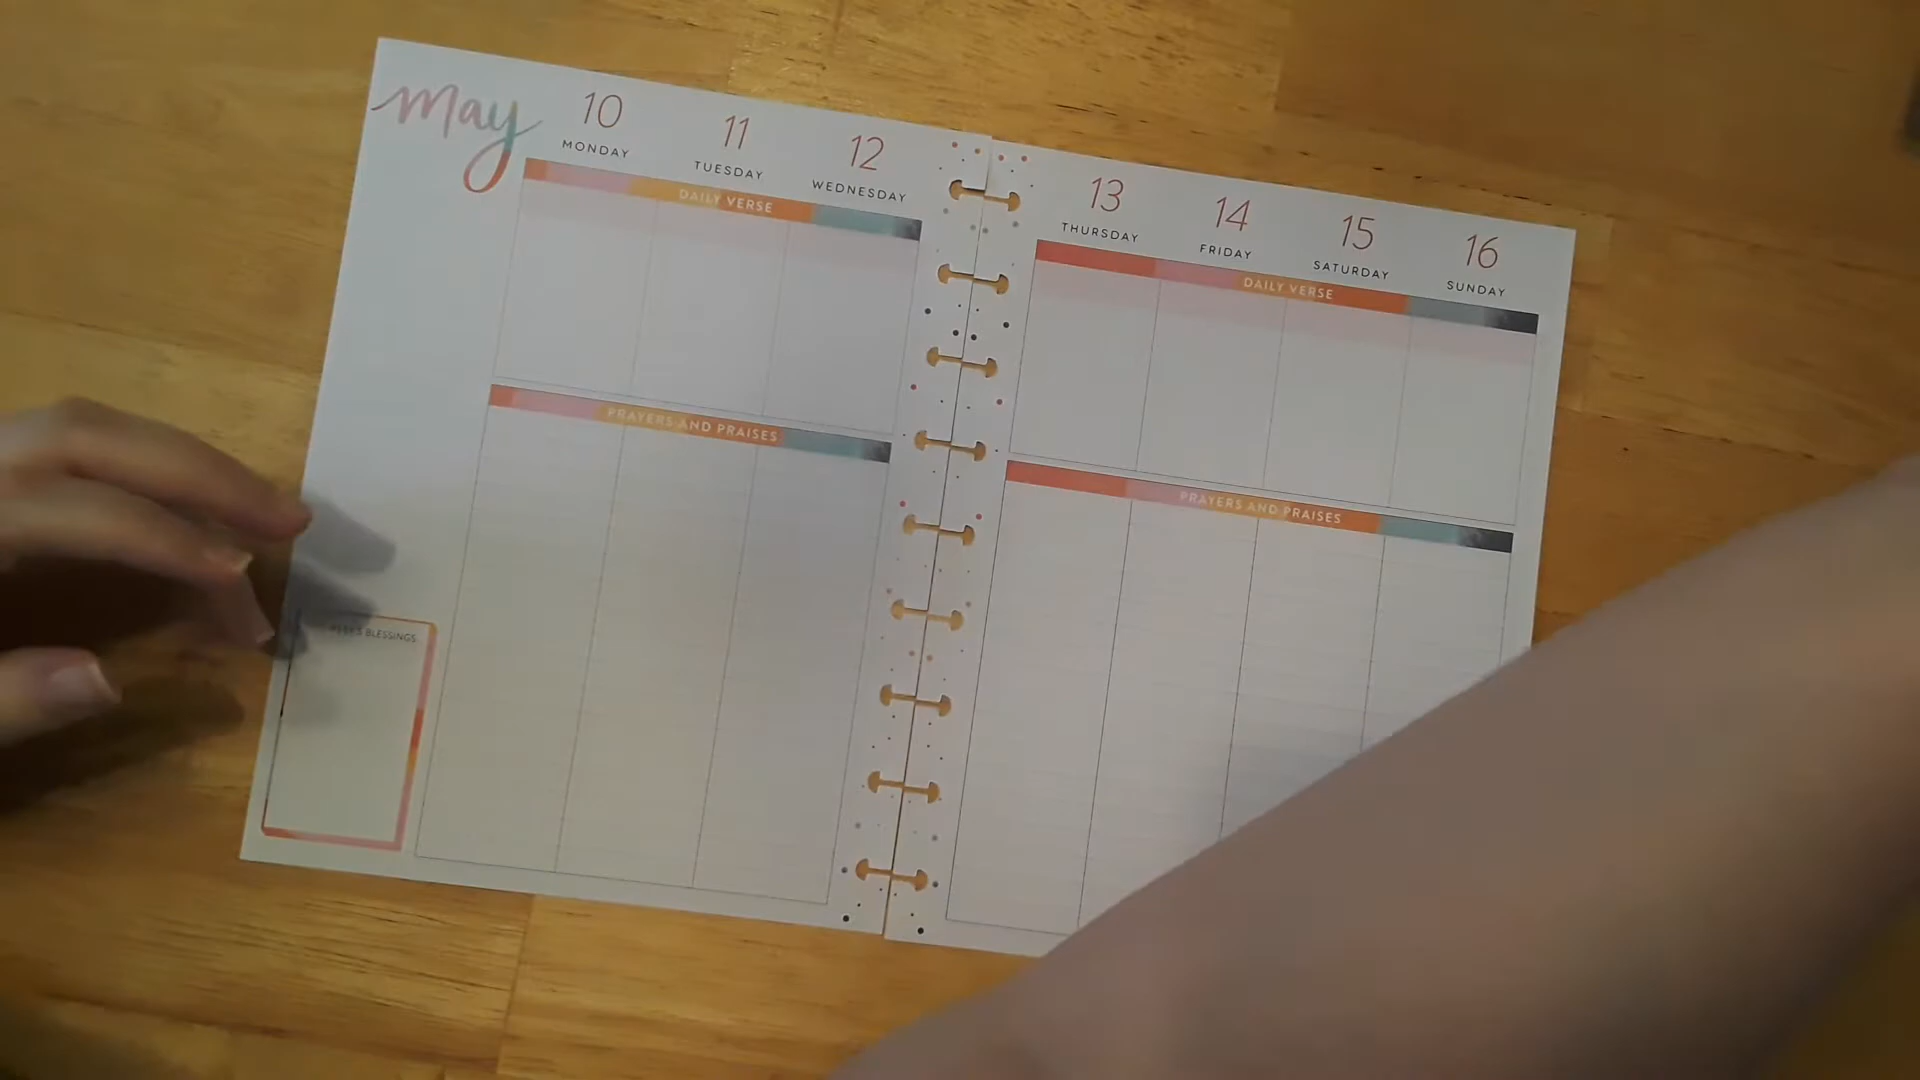 May
10 11 12
MONDAY TUESDAY WEDNESDAY
DAILY VERSE
PRAYERS AND PRAISES
BLESSINGS
13 14 15 16
THURSDAY FRIDAY SATURDAY SUNDAY
DAILY VERSE
PRAYERS AND PRAISES